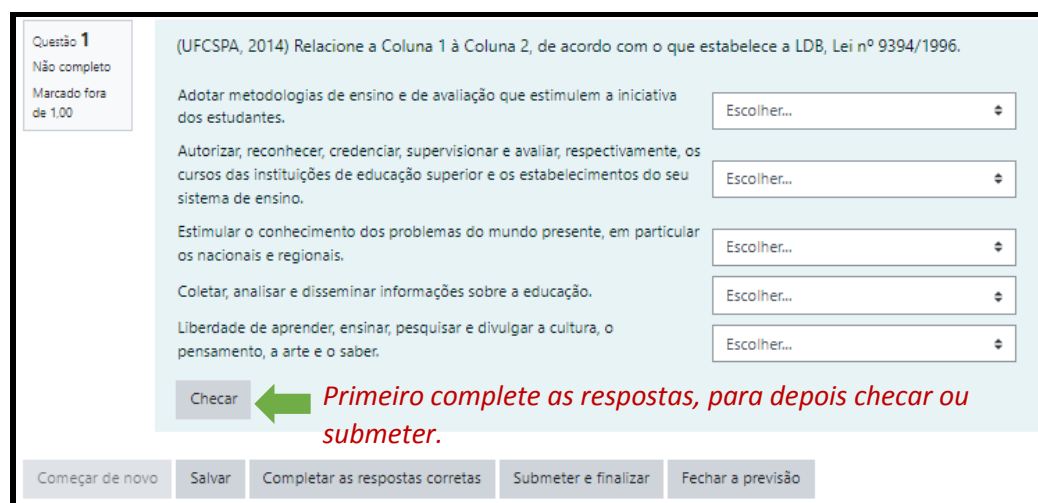 Questão 1
Não completo
Marcado fora
de 1,00
(UFCSPA, 2014) Relacione a Coluna 1 à Coluna 2, de acordo com o que estabelece a LDB, Lei nº 9394/1996.
Adotar metodologias de ensino e de avaliação que estimulem a iniciativa
dos estudantes.
Escolher...
Autorizar, reconhecer, credenciar, supervisionar e avaliar, respectivamente, os
cursos das instituições de educação superior e os estabelecimentos do seu
sistema de ensino.
Escolher...
Estimular o conhecimento dos problemas do mundo presente, em particular
os nacionais e regionais.
Escolher...
Coletar, analisar e disseminar informações sobre a educação.
Escolher...
Liberdade de aprender, ensinar, pesquisar e divulgar a cultura, o
pensamento, a arte e o saber.
Escolher...
Checar
Primeiro complete as respostas, para depois checar ou
submeter.
Começar de novo
Salvar
Completar as respostas corretas
Submeter e finalizar
Fechar a previsão